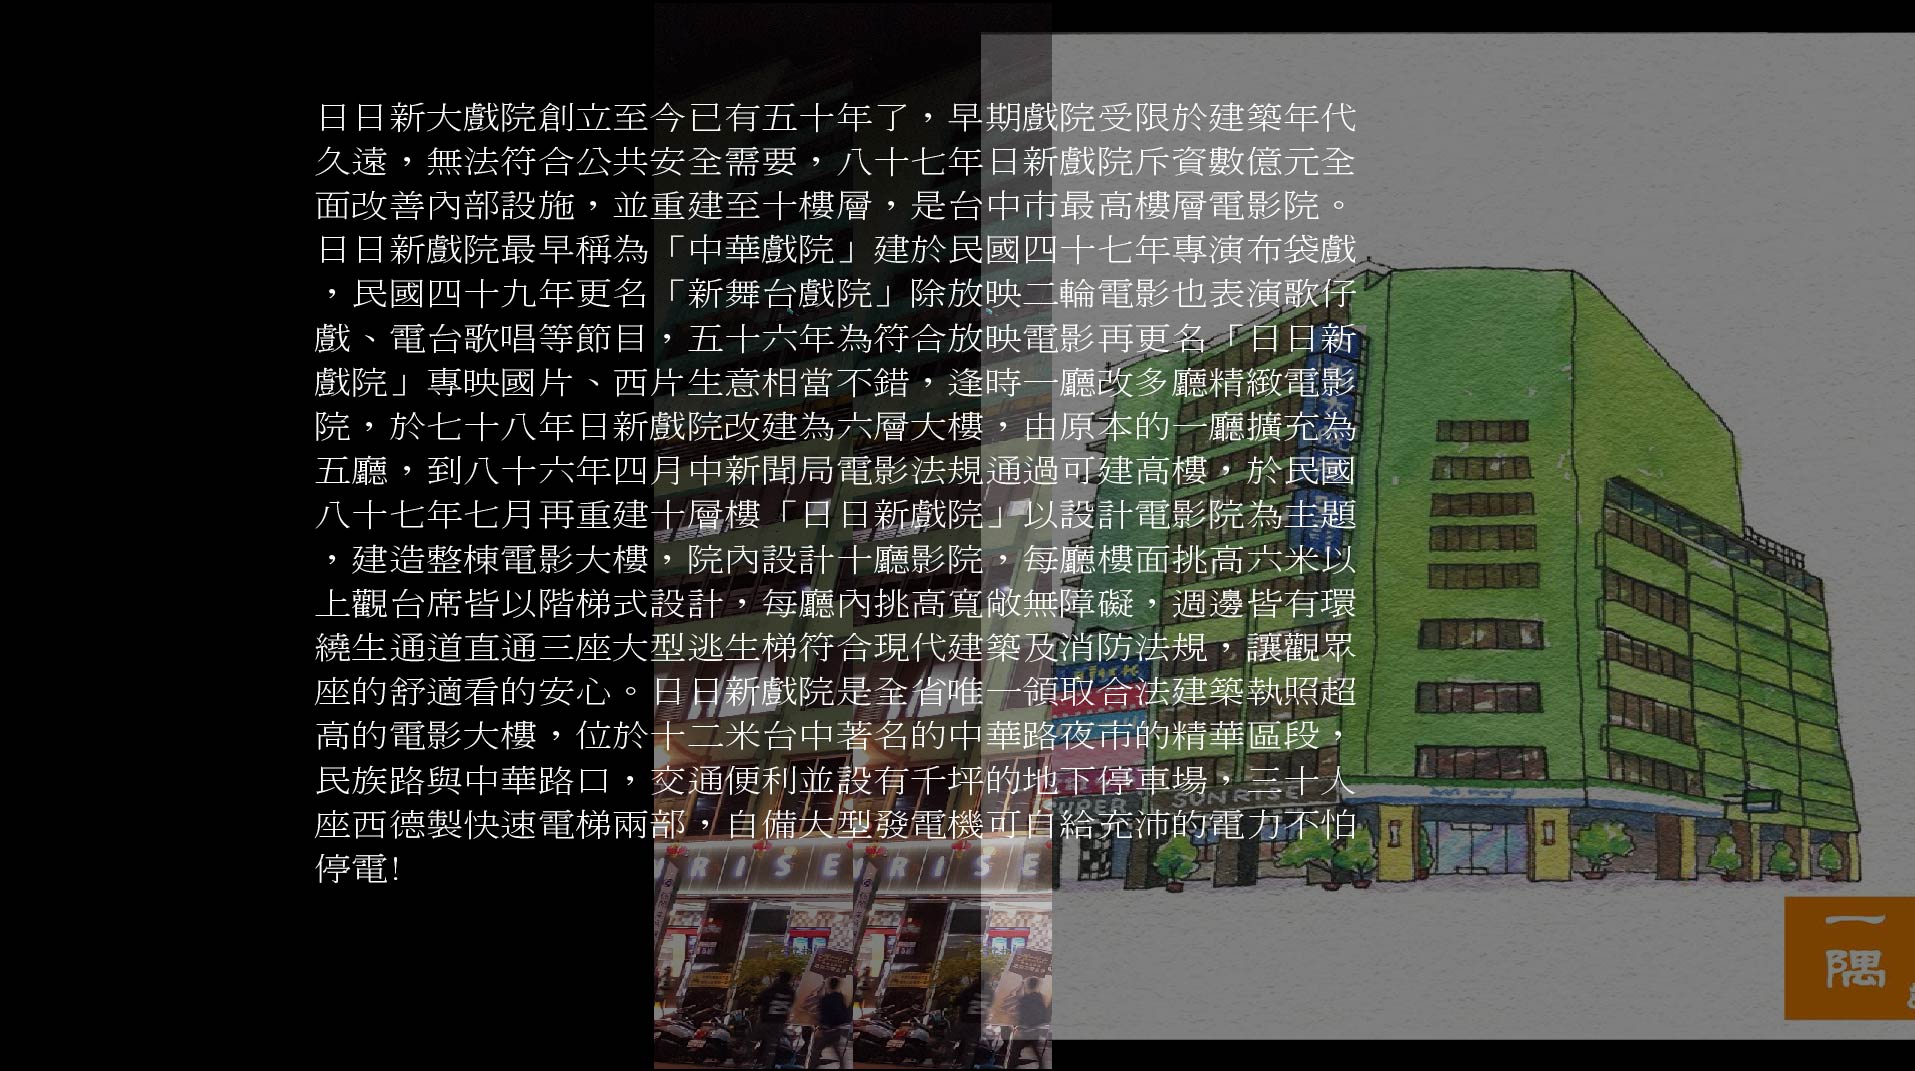 日日新大戲院創立至今已有五十年了，早期戲院受限於建築年代
久遠，無法符合公共安全需要，八十七年日新戲院斥資數億元全
面改善內部設施，並重建至十樓層，是台中市最高樓層電影院。
日日新戲院最早稱為「中華戲院」建於民國四十七年專演布袋戲
，民國四十九年更名「新舞台戲院」除放映二輪電影也表演歌仔
戲、電台歌唱等節目，五十六年為符合放映電影再更名「日日新
戲院」專映國片、西片生意相當不錯，逢時一廳改多廳精緻電影
院，於七十八年日新戲院改建為六層大樓，由原本的一廳擴充為
五廳，到八十六年四月中新聞局電影法規通過可建高樓，於民國
八十七年七月再重建十層樓「日日新戲院」以設計電影院為主題
，建造整棟電影大樓，院內設計十廳影院，每廳樓面挑高六米以
上觀台席皆以階梯式設計，每廳內挑高寬敞無障礙，週邊皆有環
繞生通道直通三座大型逃生梯符合現代建築及消防法規，讓觀眾
座的舒適看的安心。日日新戲院是全省唯一領取合法建築執照超
高的電影大樓，位於十二米台中著名的中華路夜市的精華區段，
民族路與中華路口，交通便利並設有千坪的地下停車場，三十人
座西德製快速電梯兩部，自備大型發電機可自給充沛的電力不怕
停電!
SUPER SUNRISE
RISE RISE
一隅